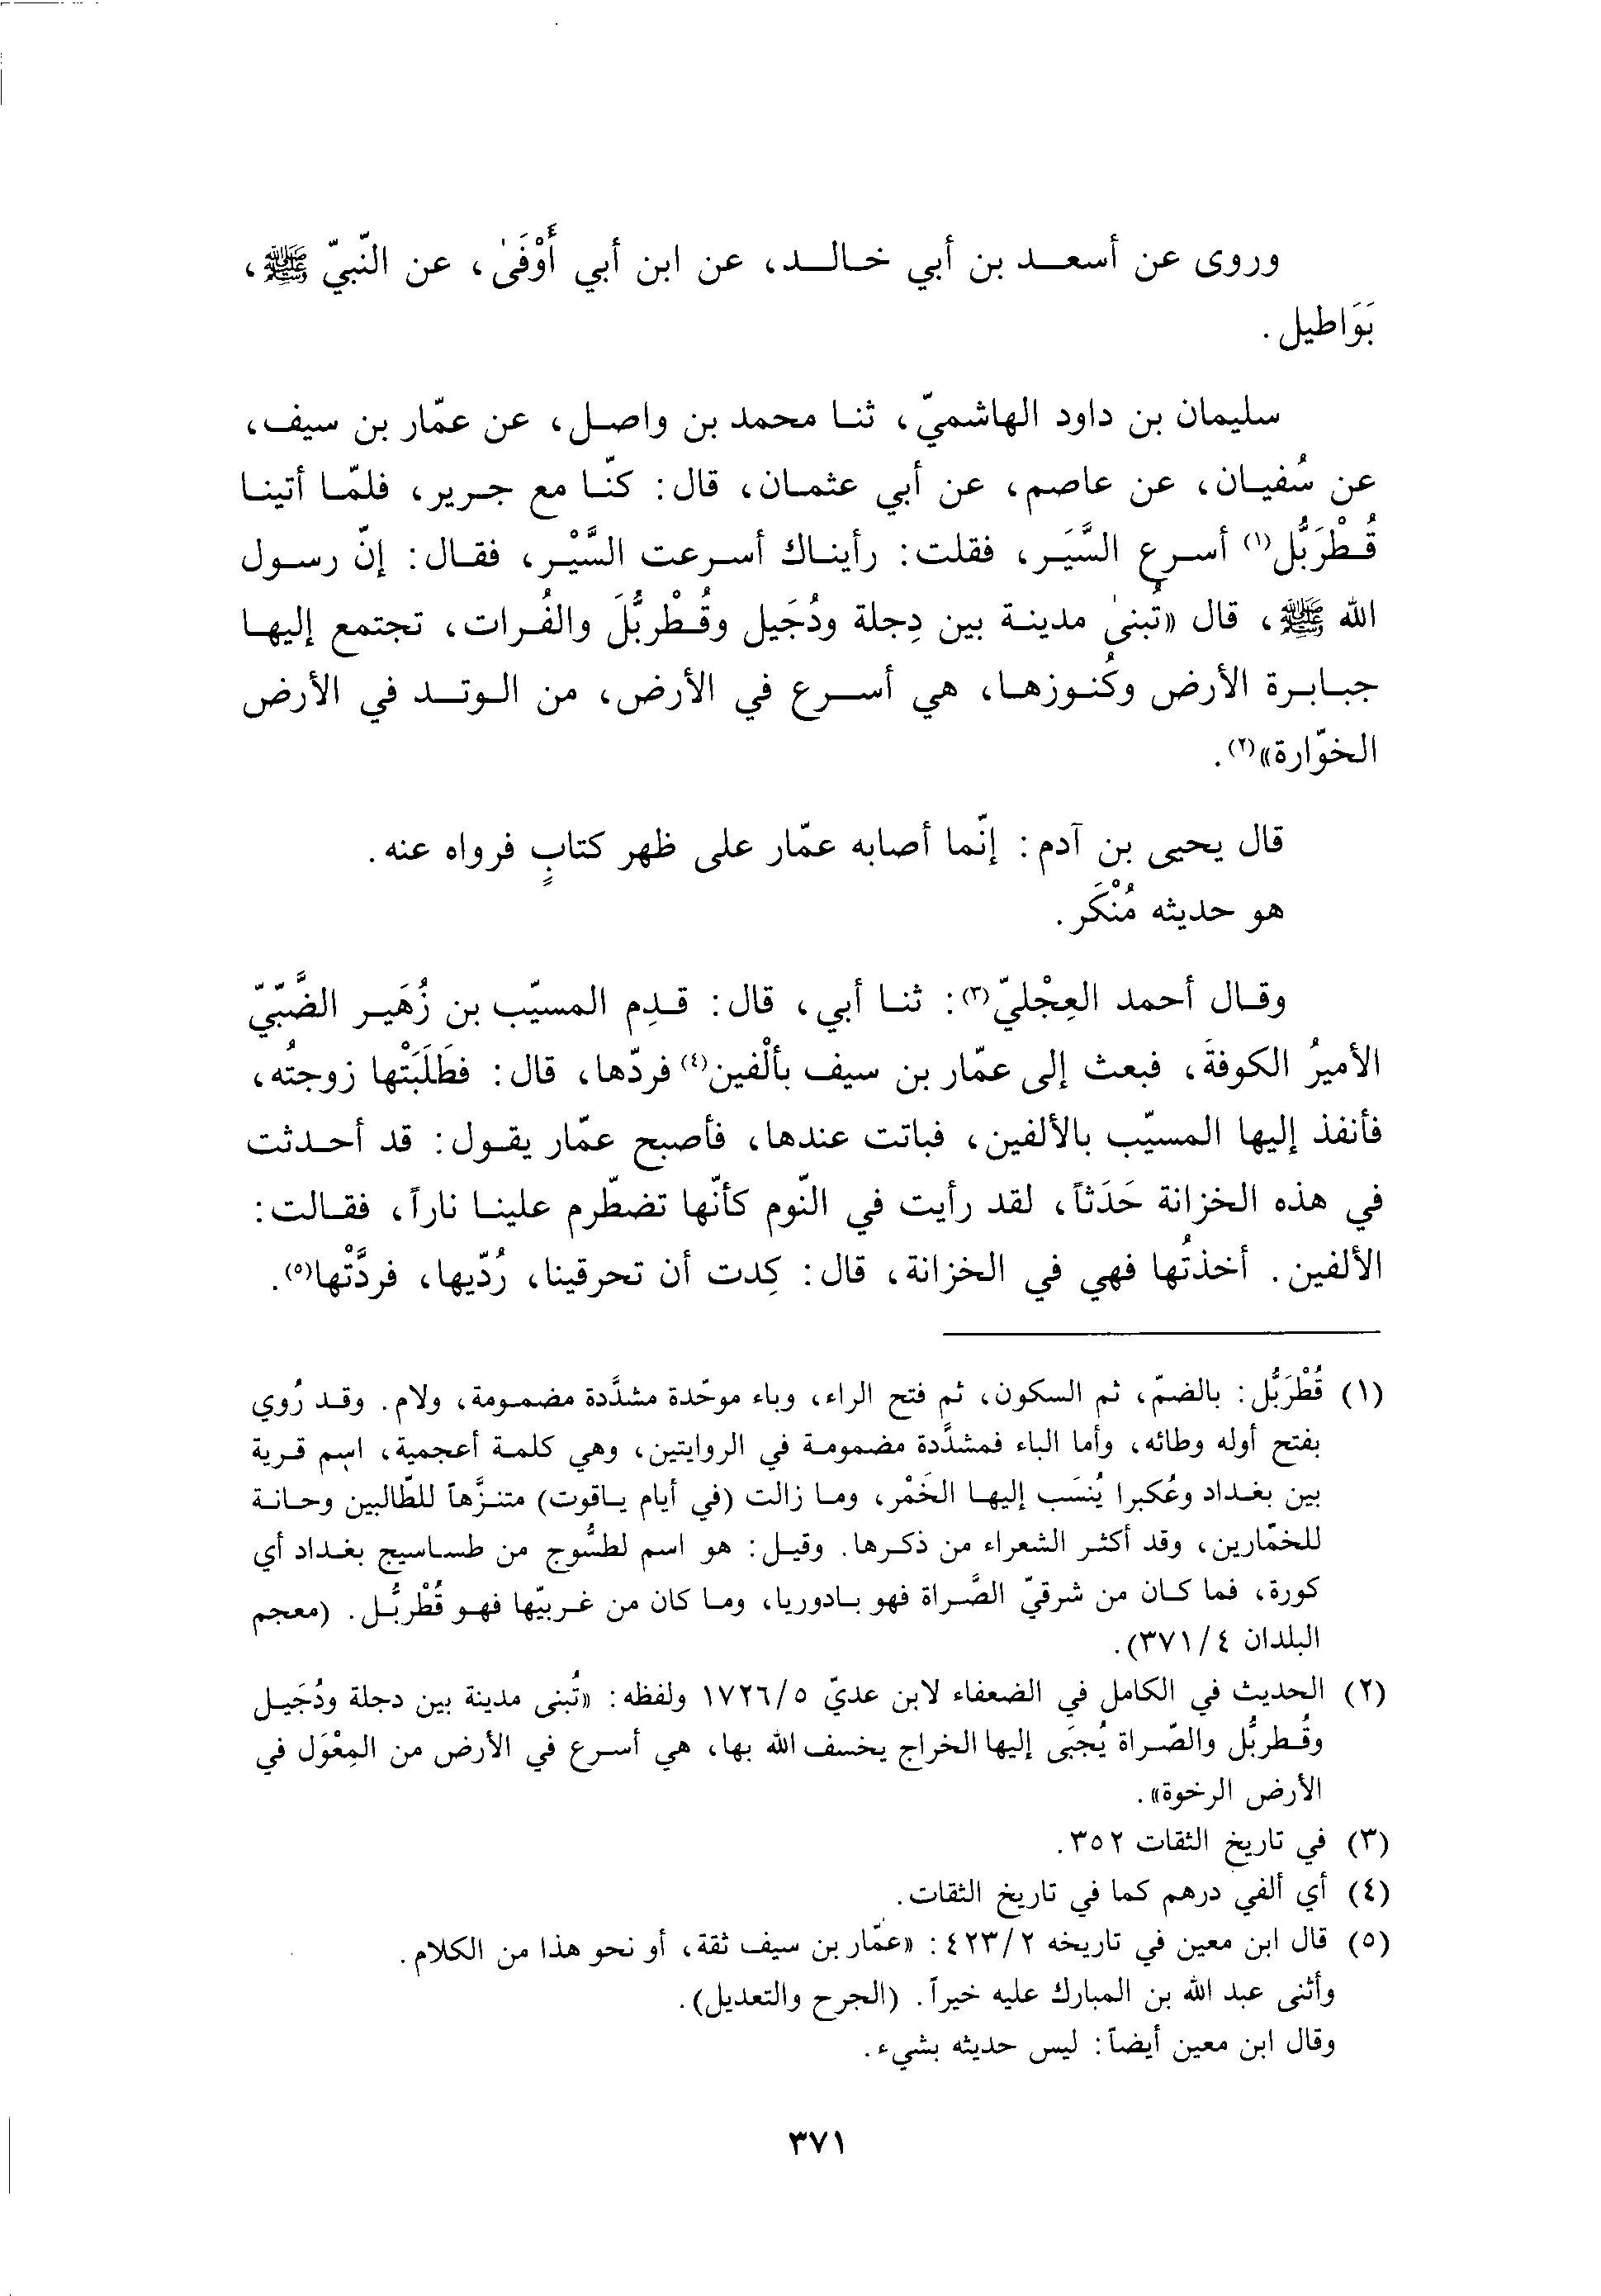 وروى عن أسعد بن أبي خالد، عن ابن أبي أَوْفَىٰ، عن النّبيّ ﷺ،
بَوَاطيل.
سليمان بن داود الهاشميّ، ثنا محمد بن واصل، عن عمّار بن سيف،
عن سُفيان، عن عاصم، عن أبي عثمان، قال: كنّا مع جرير، فلمّا أتينا
قُطْرَبُّل(١) أسرع السَّيَر، فقلت: رأيناك أسرعت السَّيْر، فقال: إنّ رسول
الله ﷺ، قال «تُبنىٰ مدينة بين دِجلة ودُجَيل وقُطْربُّلَ والفُرات، تجتمع إليها
جبابرة الأرض وكُنوزها، هي أسرع في الأرض، من الوتد في الأرض
الخوّارة»(٢).
قال يحيى بن آدم: إنّما أصابه عمّار على ظهر كتابٍ فرواه عنه.
هو حديثه مُنْكَر.
وقال أحمد العِجْليّ(٣): ثنا أبي، قال: قدِم المسيّب بن زُهَير الضَّبّيّ
الأميرُ الكوفةَ، فبعث إلى عمّار بن سيف بألْفين(٤) فردّها، قال: فطَلَبَتْها زوجتُه،
فأنفذ إليها المسيّب بالألفين، فباتت عندها، فأصبح عمّار يقول: قد أحدثت
في هذه الخزانة حَدَثاً، لقد رأيت في النّوم كأنّها تضطّرم علينا ناراً، فقالت:
الألفين. أخذتُها فهي في الخزانة، قال: كِدت أن تحرقينا، رُدّيها، فردَّتْها(٥).
(١) قُطْرَبُّل: بالضمّ، ثم السكون، ثم فتح الراء، وباء موحّدة مشدَّدة مضمومة، ولام. وقد رُوي
بفتح أوله وطائه، وأما الباء فمشدَّدة مضمومة في الروايتين، وهي كلمة أعجمية، اسم قرية
بين بغداد وعُكبرا يُنسَب إليها الخَمْر، وما زالت (في أيام ياقوت) متنزَّهاً للطّالبين وحانة
للخمّارين، وقد أكثر الشعراء من ذكرها. وقيل: هو اسم لطسُّوج من طساسيج بغداد أي
كورة، فما كان من شرقيّ الصَّراة فهو بادوريا، وما كان من غربيّها فهو قُطْربُّل. (معجم
البلدان ٤/ ٣٧١).
(٢) الحديث في الكامل في الضعفاء لابن عديّ ٥/ ١٧٢٦ ولفظه: «تُبنى مدينة بين دجلة ودُجَيل
وقُطربُّل والصّراة يُجبَى إليها الخراج يخسف الله بها، هي أسرع في الأرض من المِعْوَل في
الأرض الرخوة».
(٣) في تاريخ الثقات ٣٥٢.
(٤) أي ألفي درهم كما في تاريخ الثقات.
(٥) قال ابن معين في تاريخه ٢/ ٤٢٣: «عمّار بن سيف ثقة، أو نحو هذا من الكلام.
وأثنى عبد الله بن المبارك عليه خيراً. (الجرح والتعديل).
وقال ابن معين أيضاً: ليس حديثه بشيء.
٣٧١